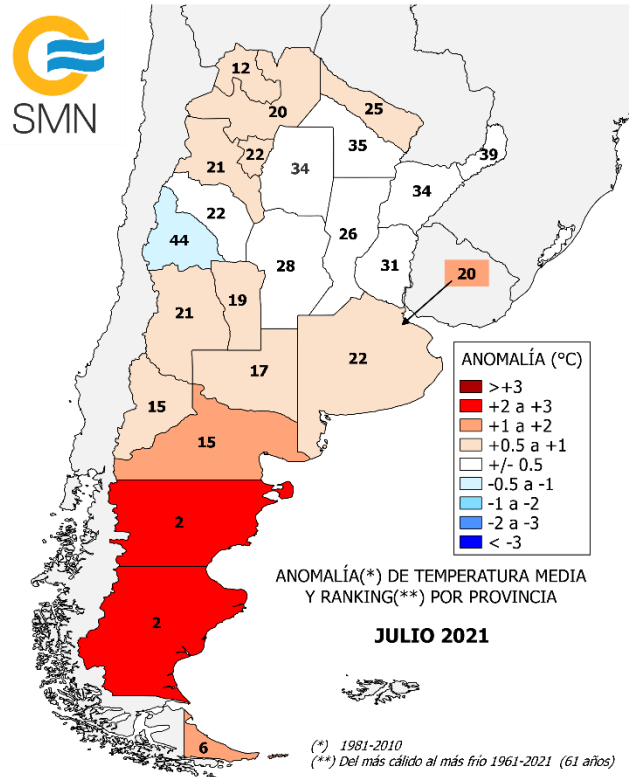 SMN
12
20
25
35
39
22
21
34
34
22
26
44
28
31
20
19
21
22
17
15
15
2
2
6
ANOMALÍA (°C)
>+3
+2 a +3
+1 a +2
+0.5 a +1
+/- 0.5
-0.5 a -1
-1 a -2
-2 a -3
< -3
ANOMALÍA(*) DE TEMPERATURA MEDIA
Y RANKING(**) POR PROVINCIA
JULIO 2021
(*) 1981-2010
(**) Del más cálido al más frío 1961-2021 (61 años)